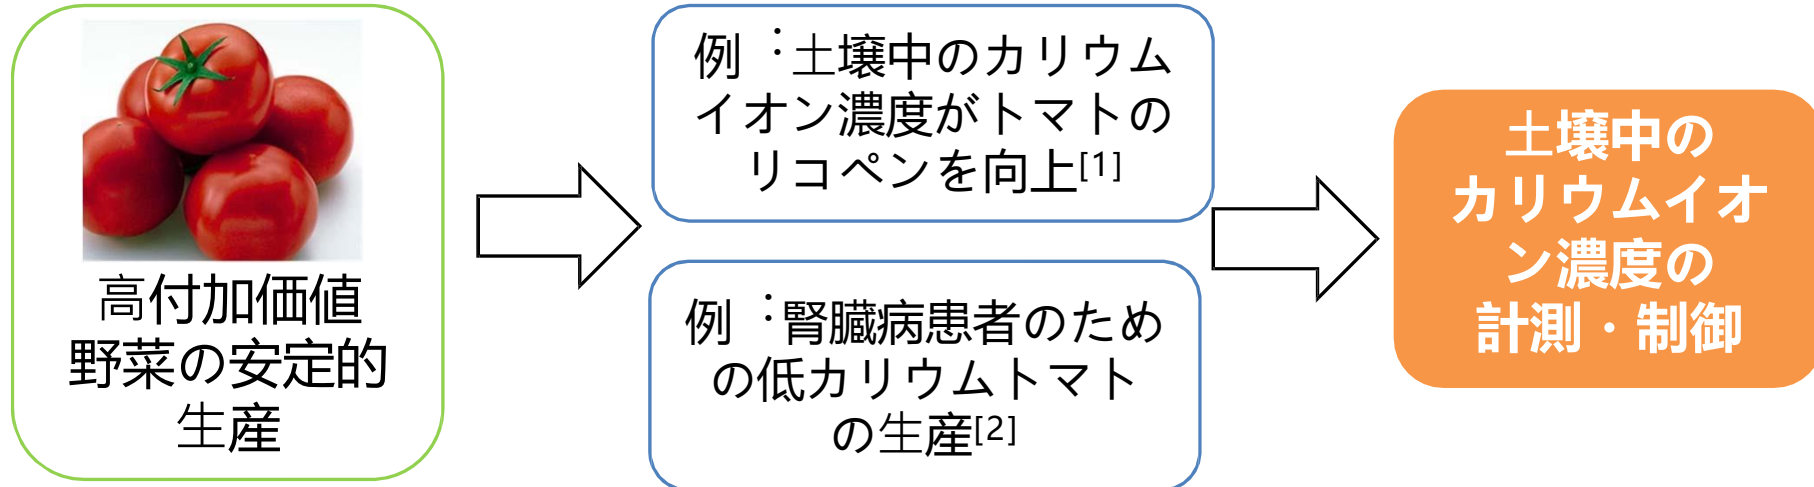 高付加価値
野菜の安定的
生産
例：土壌中のカリウム
イオン濃度がトマトの
リコペンを向上[1]
例：腎臓病患者のため
の低カリウムトマト
の生産[2]
土壌中の
カリウムイオ
ン濃度の
計測・制御